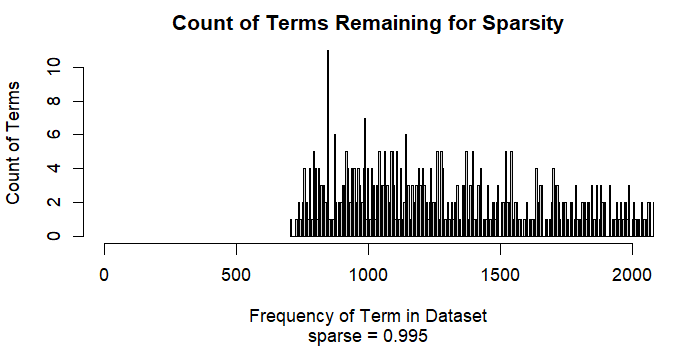 Count of Terms Remaining for Sparsity
Count of Terms
10
8
6
4
2
0
0 500 1000 1500 2000
Frequency of Term in Dataset
sparse = 0.995